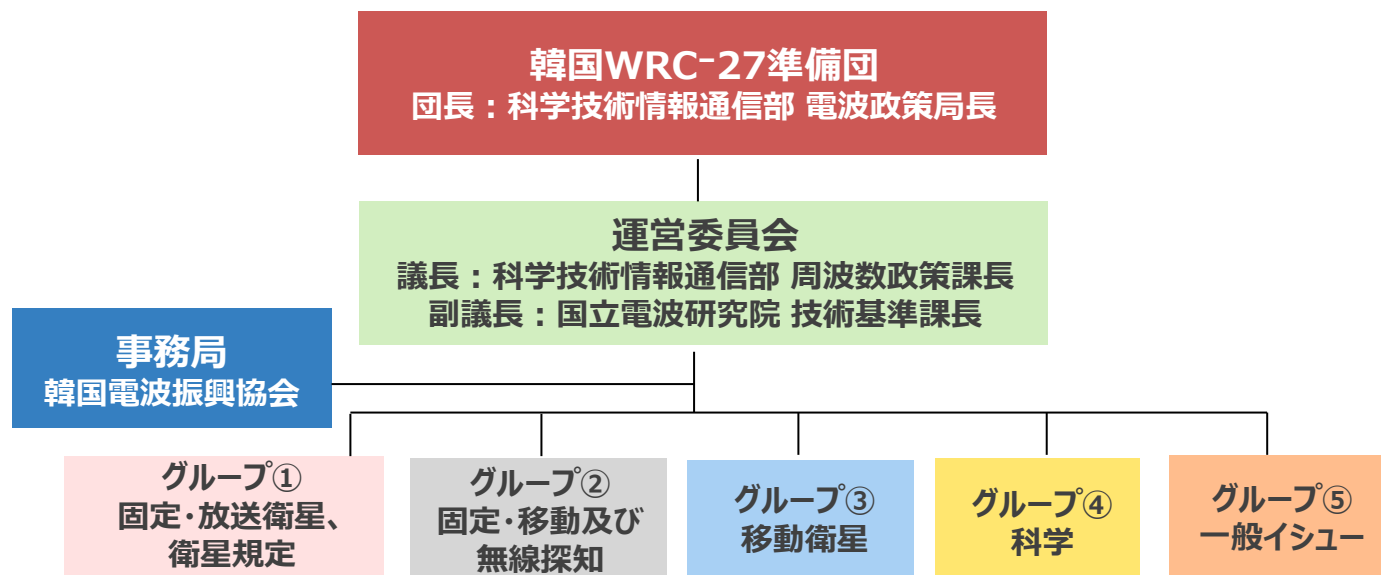 韓国WRC-27準備団
団長：科学技術情報通信部 電波政策局長
運営委員会
議長：科学技術情報通信部 周波数政策課長
副議長：国立電波研究院 技術基準課長
事務局
韓国電波振興協会
グループ①
固定・放送衛星、
衛星規定
グループ②
固定・移動及び
無線探知
グループ③
移動衛星
グループ④
科学
グループ⑤
一般イシュー